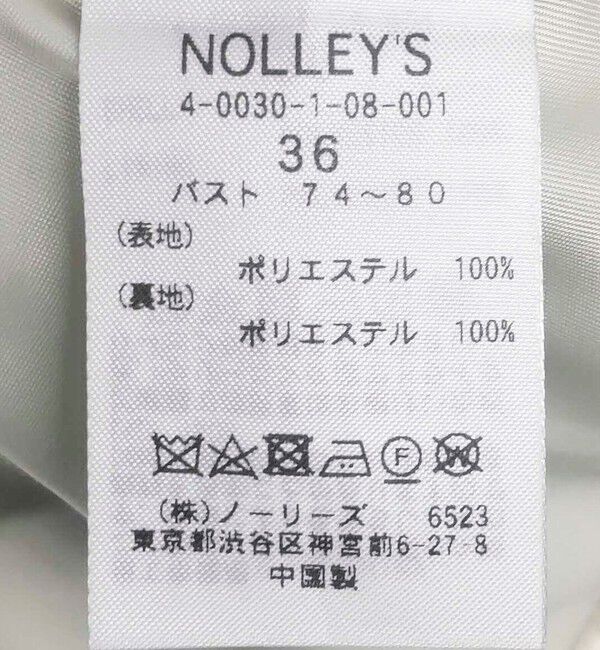 NOLLEY'S
4-0030-1-08-001
36
バスト 74～80
(表地)
ポリエステル 100%
(裏地)
ポリエステル 100%
F W
(株)ノーリーズ 6523
東京都渋谷区神宮前6-27-8
中国製